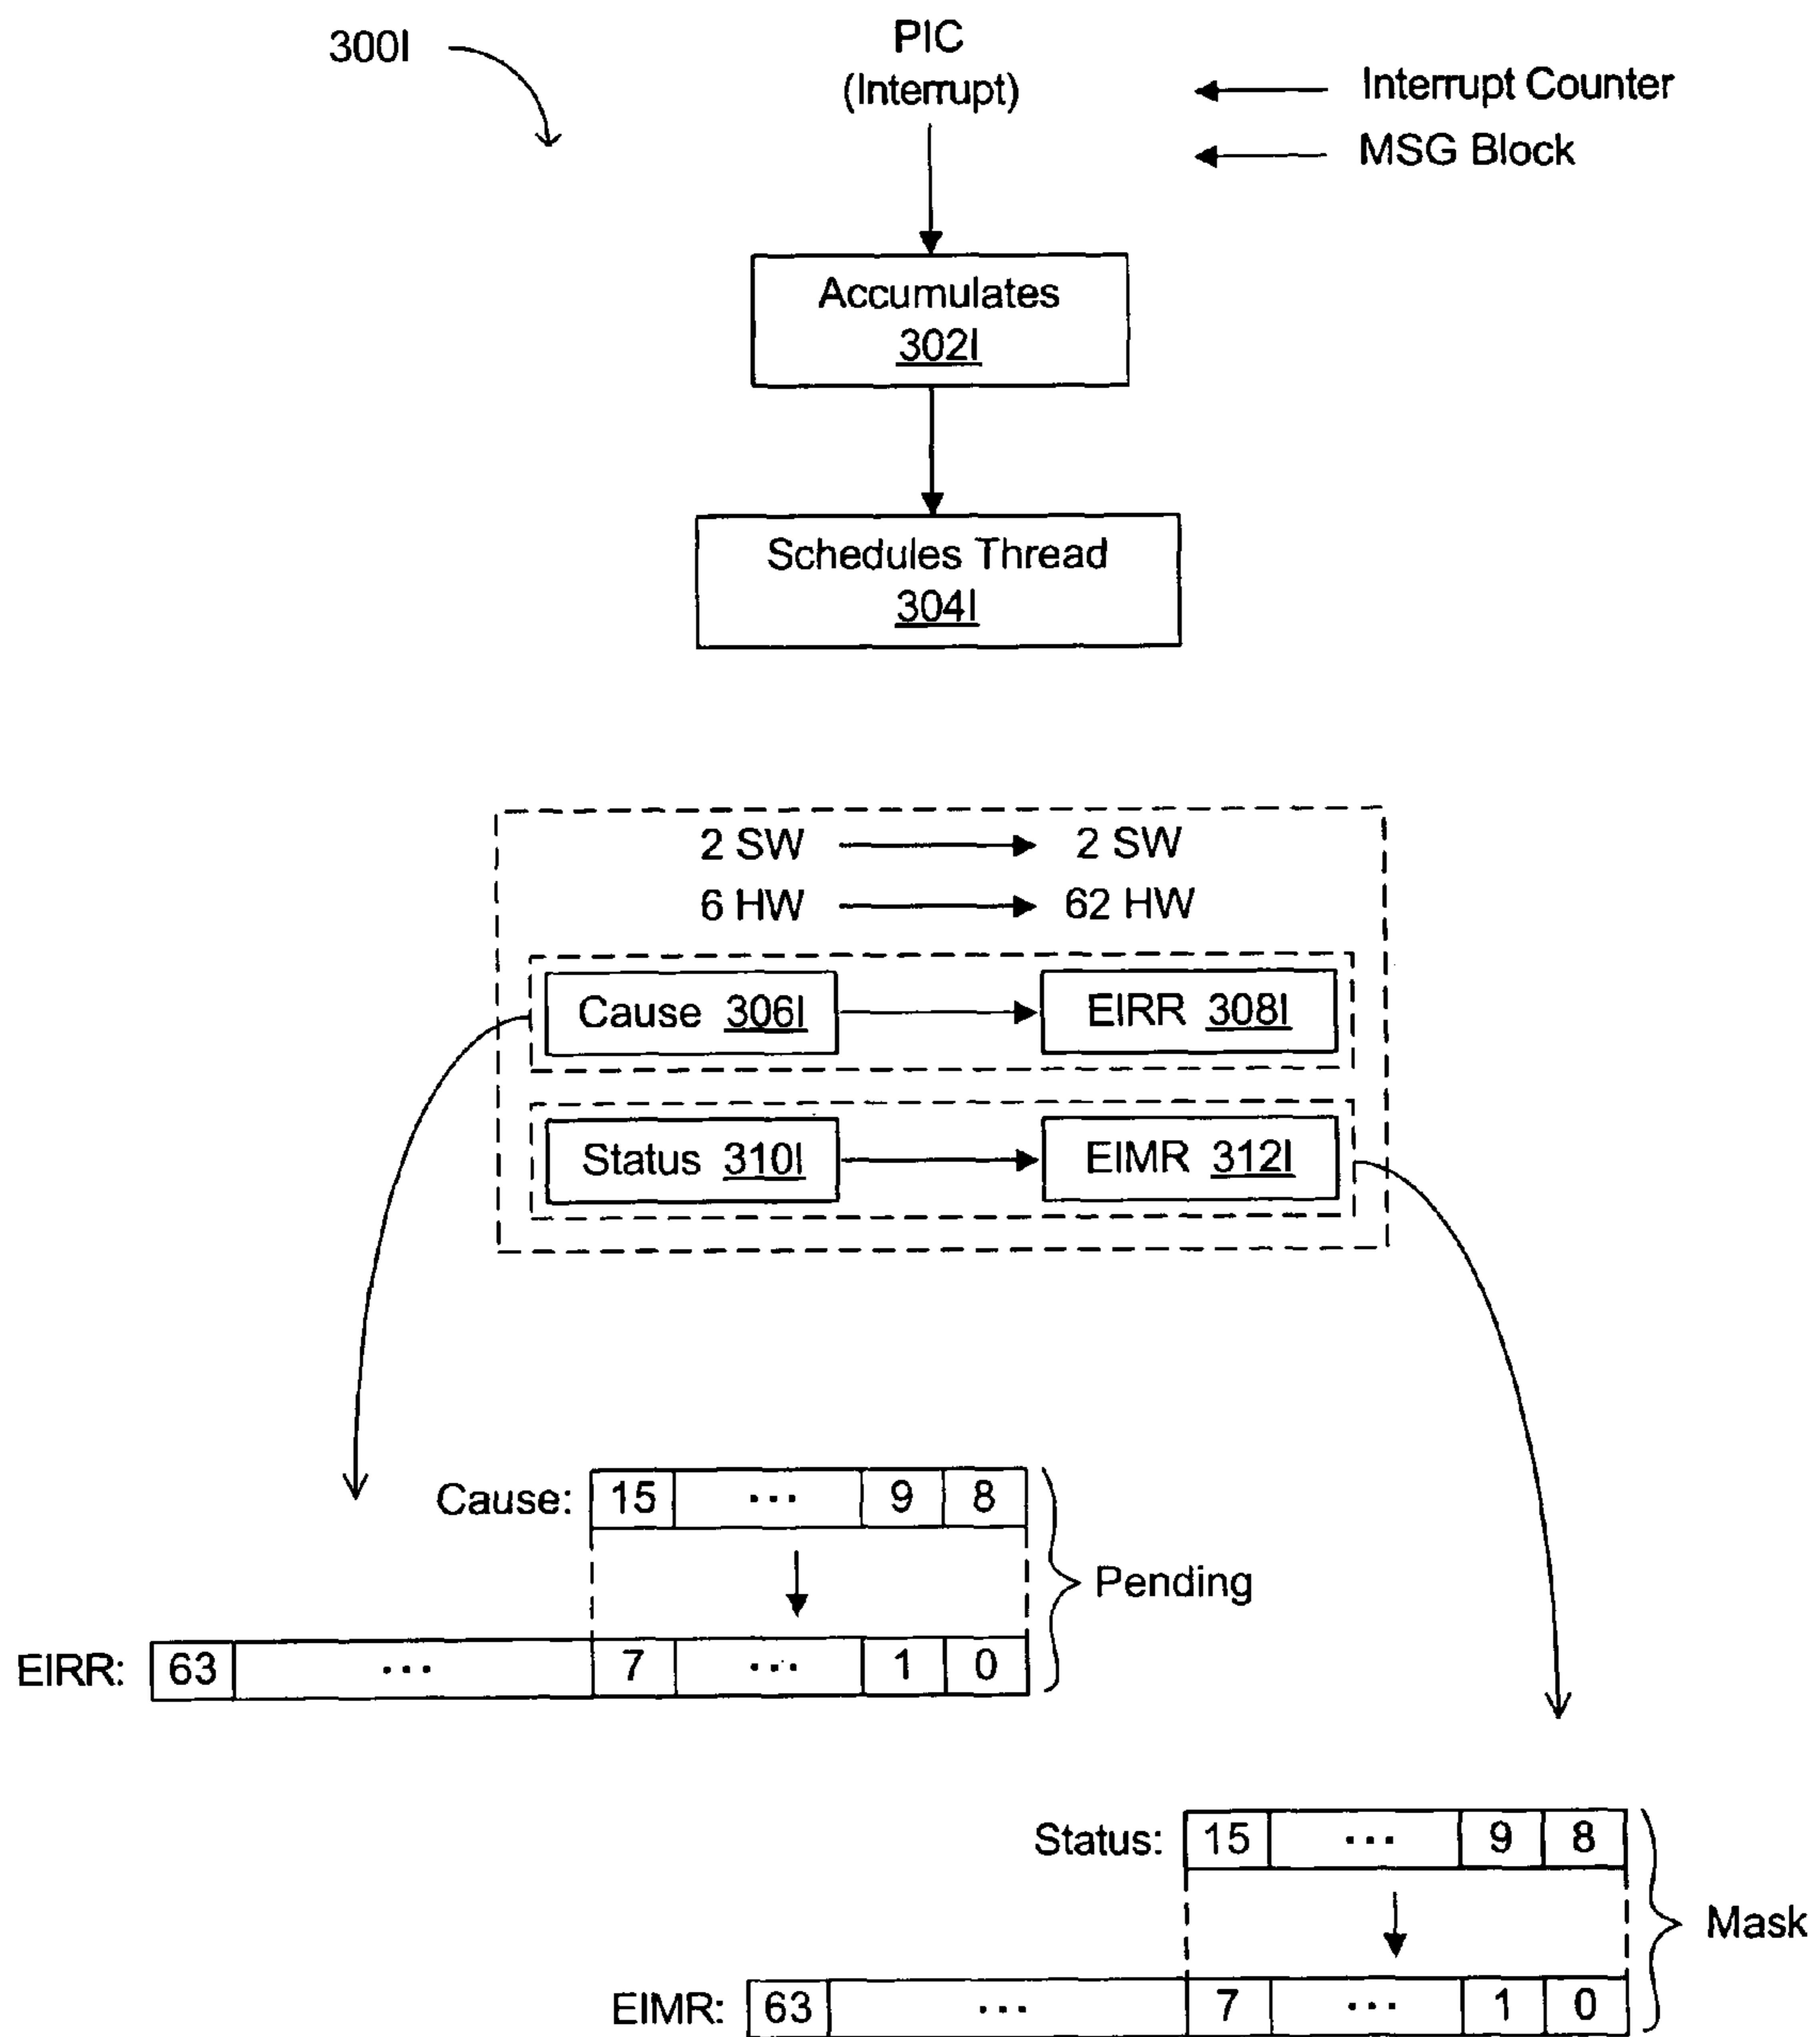 300I
PIC
(Interrupt)
Interrupt Counter
MSG Block
Accumulates
302I
Schedules Thread
304I
2 SW 2 SW
6 HW 62 HW
Cause 306I EIRR 308I
Status 310I EIMR 312I
Cause: 15 ... 9 8
Pending
EIRR: 63 ... 7 ... 1 0
Status: 15 ... 9 8
Mask
EIMR: 63 ... 7 ... 1 0